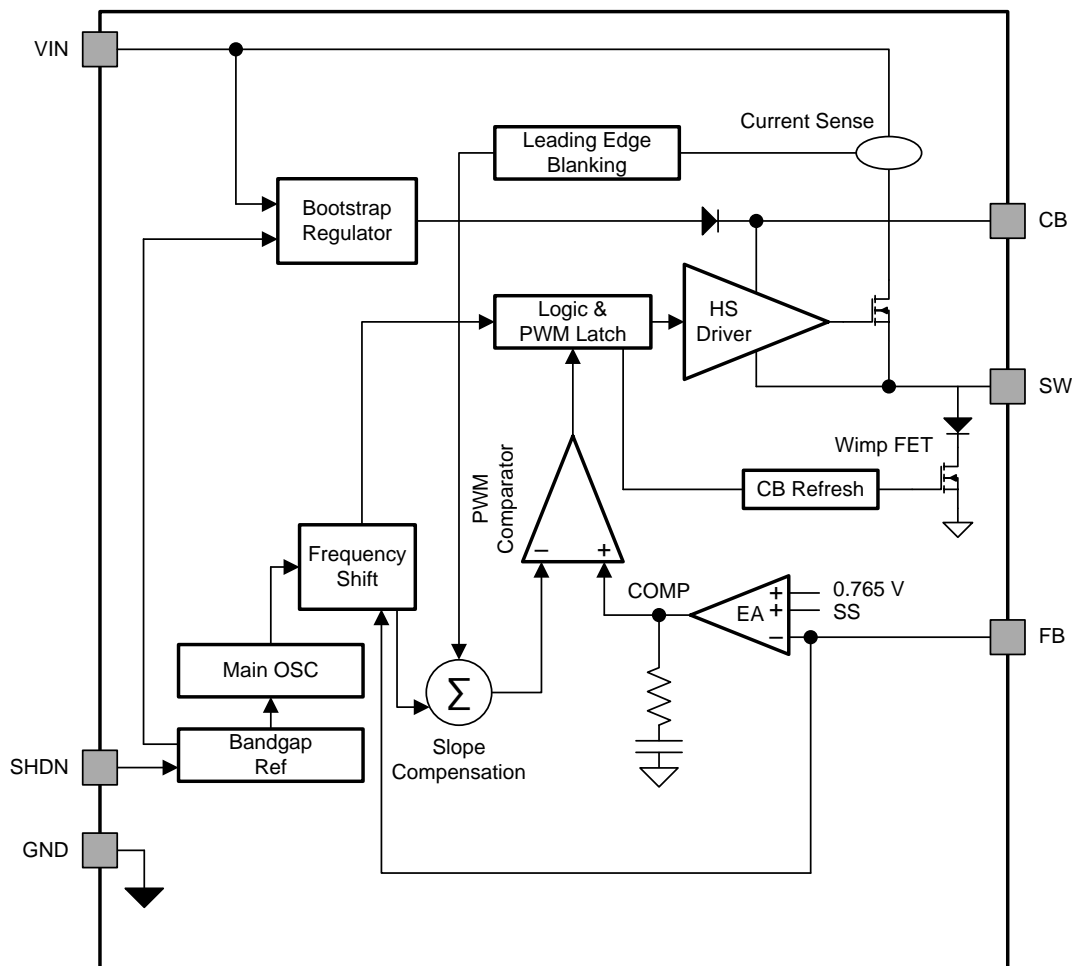 VIN
Current Sense
Leading Edge
Blanking
Bootstrap
Regulator
CB
Logic &
PWM Latch
HS
Driver
SW
Wimp FET
CB Refresh
PWM
Comparator
− +
Frequency
Shift
COMP
EA
+ 0.765 V
+ SS
−
FB
Main OSC
Σ
Bandgap
Ref
Slope
Compensation
SHDN
GND